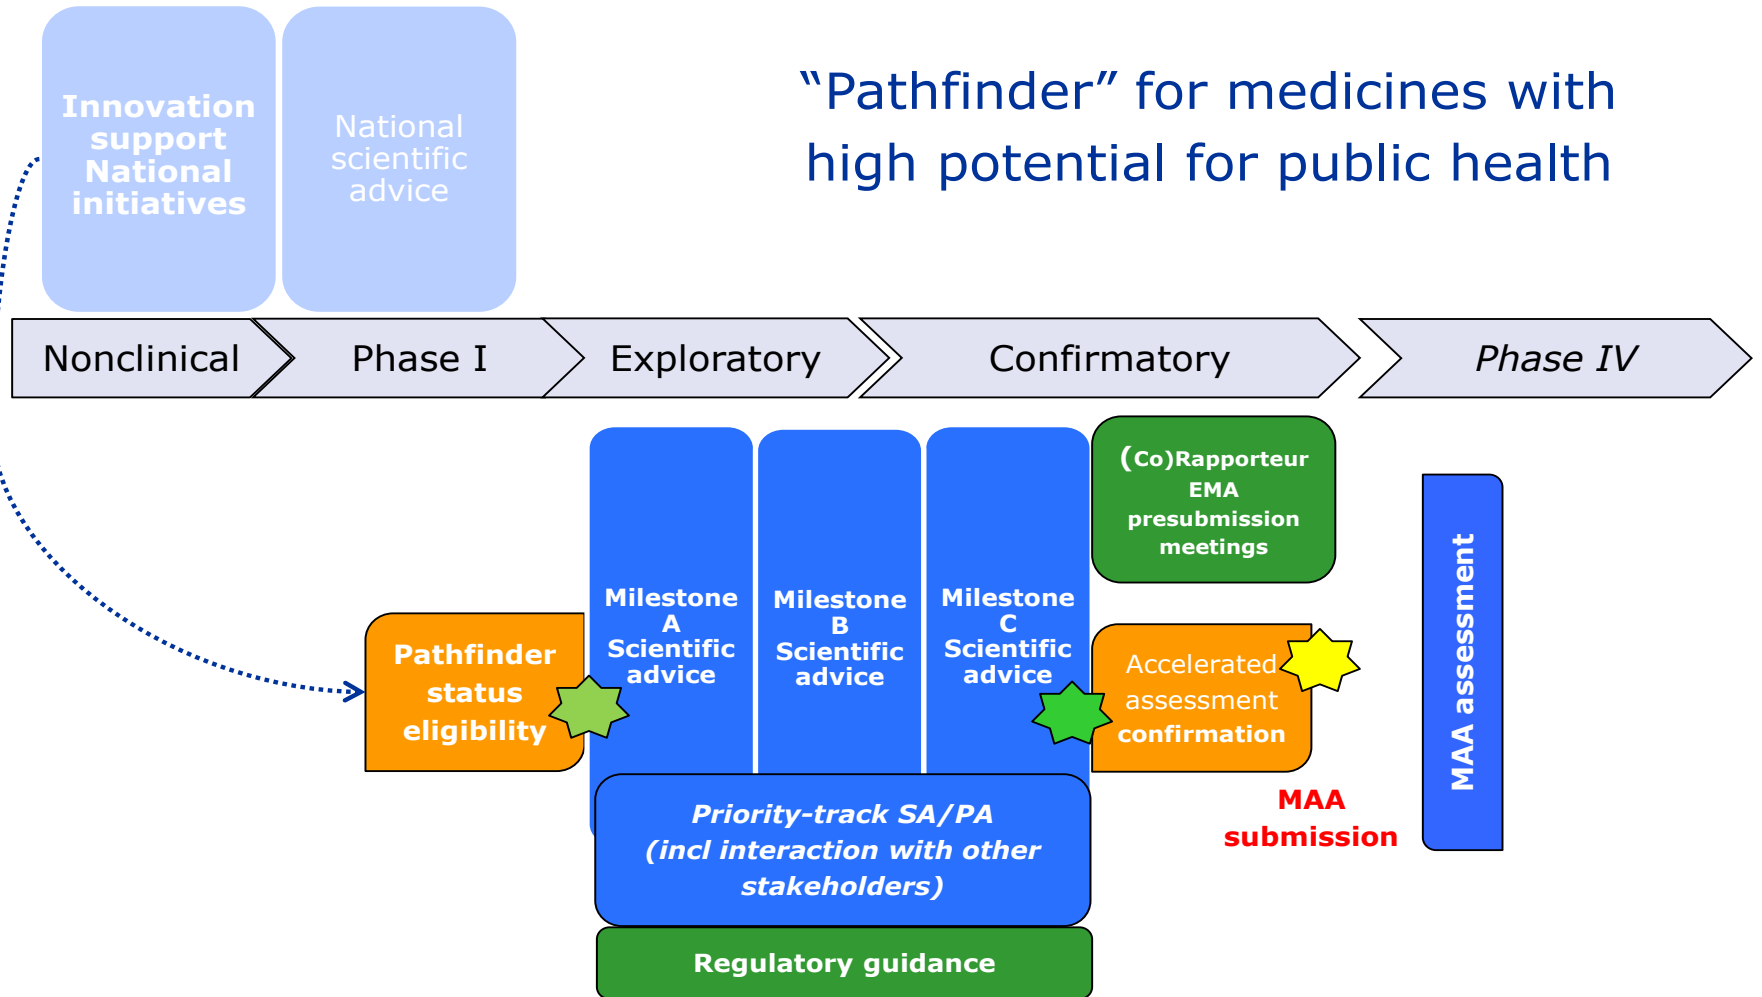 “Pathfinder” for medicines with
high potential for public health
Innovation
support
National
initiatives
National
scientific
advice
Nonclinical
Phase I
Exploratory
Confirmatory
Phase IV
Pathfinder
status
eligibility
Milestone
A
Scientific
advice
Milestone
B
Scientific
advice
Milestone
C
Scientific
advice
(Co)Rapporteur
EMA
presubmission
meetings
Accelerated
assessment
confirmation
MAA
submission
MAA assessment
Priority-track SA/PA
(incl interaction with other
stakeholders)
Regulatory guidance